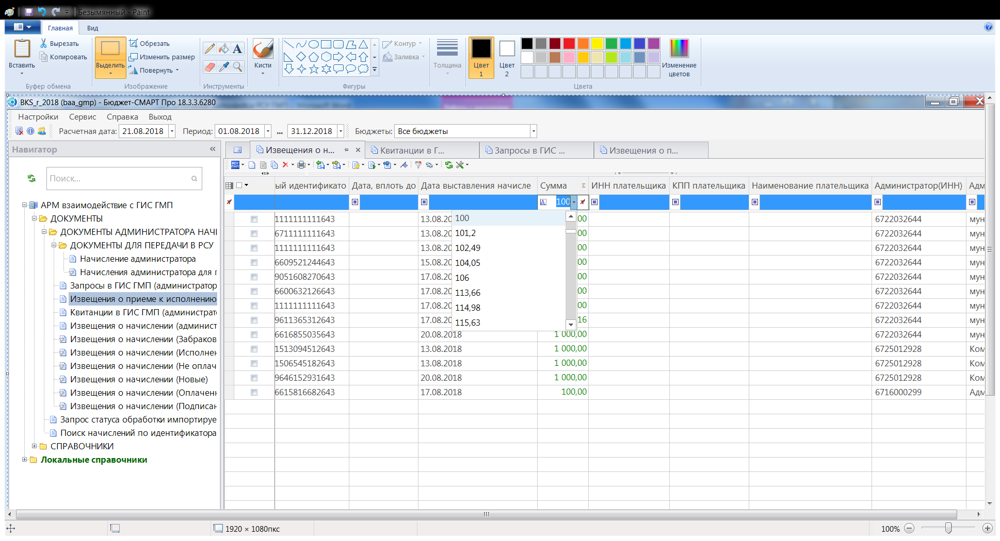 Безымянный - Paint
Главная Вид
Вставить
Вырезать
Копировать
Буфер обмена
Выделить
Обрезать
Изменить размер
Повернуть
Изображение
Инструменты
Кисти
Фигуры
Контур
Заливка
Толщина
Цвет 1
Цвет 2
Изменение цветов
Цвета
BKS_r_2018 (baa_gmp) - Бюджет-СМАРТ Про 18.3.3.6280
Настройки Сервис Справка Выход
Расчетная дата: 21.08.2018 Период: 01.08.2018 ... 31.12.2018 Бюджеты: Все бюджеты
Навигатор «
Поиск...
АРМ взаимодействие с ГИС ГМП
ДОКУМЕНТЫ
ДОКУМЕНТЫ АДМИНИСТРАТОРА НАЧ
ДОКУМЕНТЫ ДЛЯ ПЕРЕДАЧИ В РСУ
Начисление администратора
Начисления администратора для г
Запросы в ГИС ГМП (администратор
Извещения о приеме к исполнению
Квитанции в ГИС ГМП (администрат
Извещения о начислении (админист
Извещения о начислении (Забраков
Извещения о начислении (Исполнен
Извещения о начислении (Не оплач
Извещения о начислении (Новые)
Извещения о начислении (Оплаченн
Извещения о начислении (Подписан
Запрос статуса обработки импортируе
Поиск начислений по идентификатора
СПРАВОЧНИКИ
Локальные справочники
Извещения о н... Квитанции в Г... Запросы в ГИС ... Извещения о п...
РСУ ГМП
ый идентификато Дата, вплоть до Дата выставления начисле Сумма Σ ИНН плательщика КПП плательщика Наименование плательщика Администратор(ИНН) Адм
100
1111111111643 13.08.20 00 6722032644 мун
6711111111643 13.08.20 00 6722032644 мун
1111111111643 13.08.20 00 6722032644 мун
6609521244643 15.08.20 00 6722032644 мун
9051608270643 17.08.20 00 6722032644 мун
6600632126643 17.08.20 00 6722032644 мун
1111111111643 17.08.20 00 6722032644 мун
9611365312643 17.08.20 16 6722032644 мун
6616855035643 20.08.2018 1 000,00 6722032644 мун
1513094512643 13.08.2018 1 000,00 6725012928 Ком
1506545182643 13.08.2018 1 000,00 6725012928 Ком
9646152931643 20.08.2018 1 000,00 6725012928 Ком
6615816682643 17.08.2018 100,00 6716000299 Адм
100
101,2
102,49
104,05
106
113,66
114,98
115,63
1920 × 1080пкс
100%